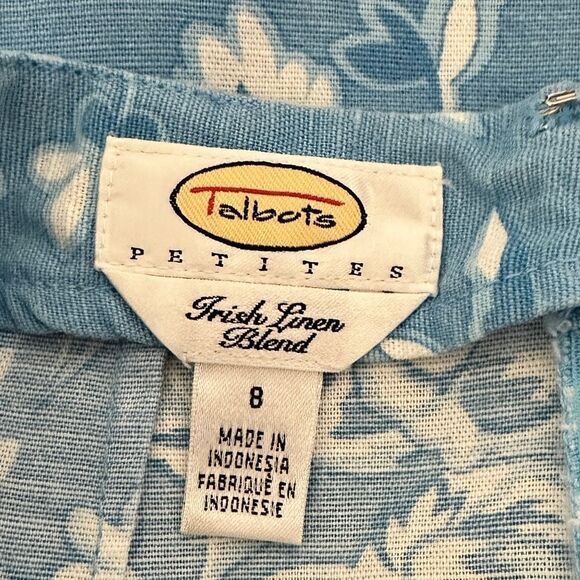 Talbots
PETITES
Irish Linen
Blend
8
MADE IN
INDONESIA
FABRIQUÉ EN
INDONESIE